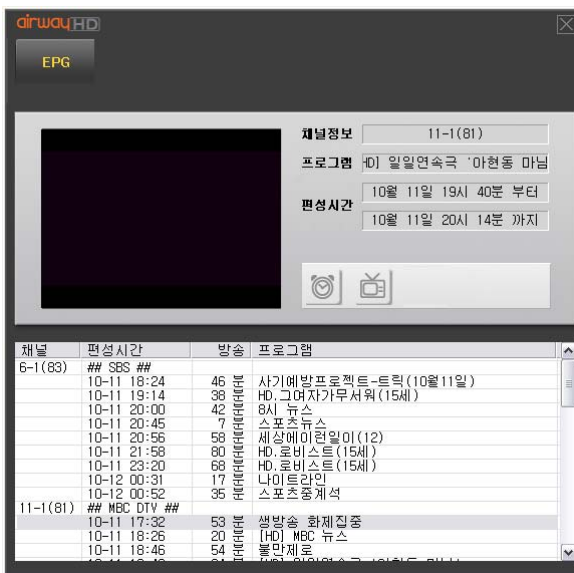 airwayHD
EPG
채널정보 11-1(81)
프로그램 HD] 일일연속극 '아현동 마님
편성시간 10월 11일 19시 40분 부터
10월 11일 20시 14분 까지
채널 편성시간 방송 프로그램
6-1(83) ## SBS ##
10-11 18:24 46 분 사기예방프로젝트-트릭(10월11일)
10-11 19:14 38 분 HD.그여자가무서워(15세)
10-11 20:00 42 분 8시 뉴스
10-11 20:45 7 분 스포츠뉴스
10-11 20:56 58 분 세상에이런일이(12)
10-11 21:58 80 분 HD.로비스트(15세)
10-11 23:20 68 분 HD.로비스트(15세)
10-12 00:31 17 분 나이트라인
10-12 00:52 35 분 스포츠중계석
11-1(81) ## MBC DTV ##
10-11 17:32 53 분 생방송 화제집중
10-11 18:26 20 분 [HD] MBC 뉴스
10-11 18:46 54 분 불만제로